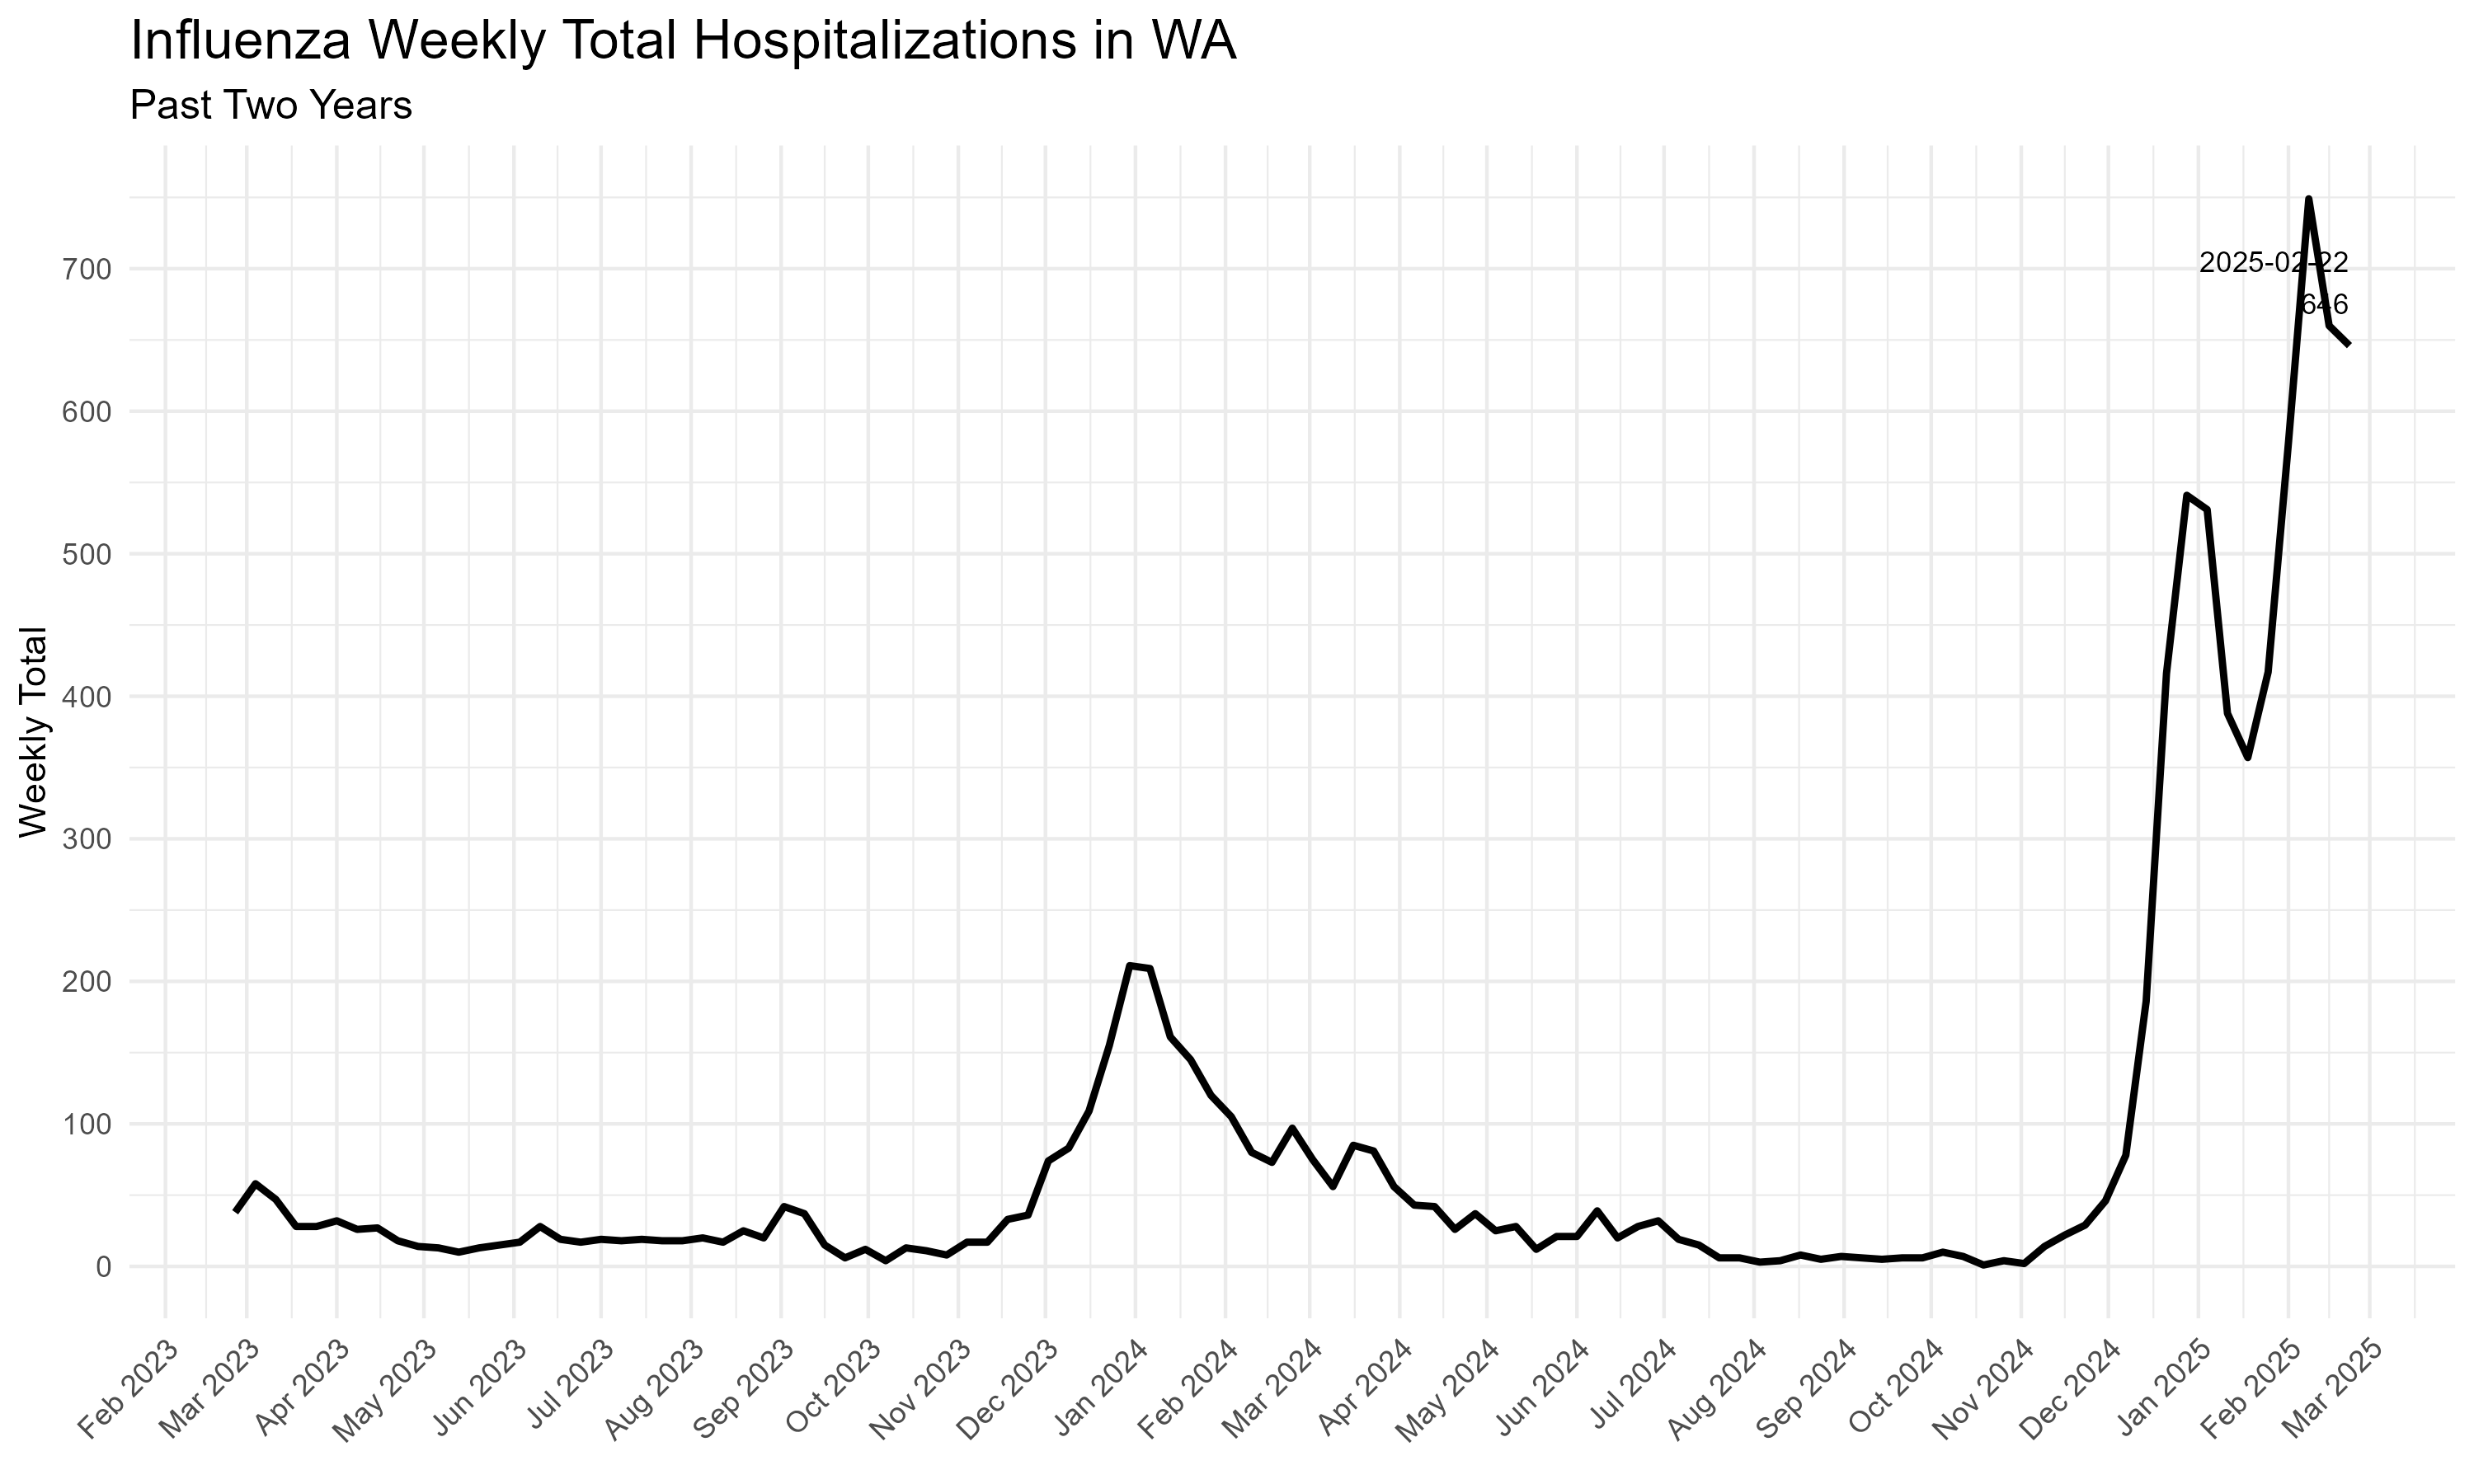 Influenza Weekly Total Hospitalizations in WA
Past Two Years
Weekly Total
700
600
500
400
300
200
100
0
2025-02-22
646
Feb 2023
Mar 2023
Apr 2023
May 2023
Jun 2023
Jul 2023
Aug 2023
Sep 2023
Oct 2023
Nov 2023
Dec 2023
Jan 2024
Feb 2024
Mar 2024
Apr 2024
May 2024
Jun 2024
Jul 2024
Aug 2024
Sep 2024
Oct 2024
Nov 2024
Dec 2024
Jan 2025
Feb 2025
Mar 2025